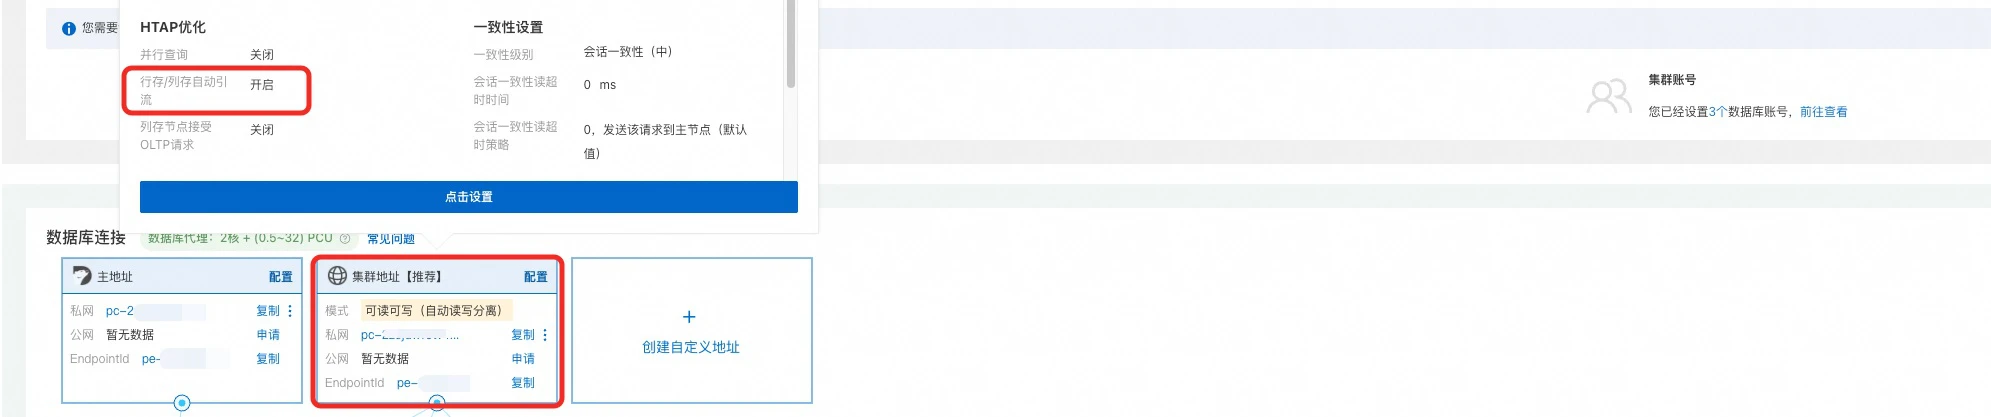 您需要
HTAP优化
并行查询 关闭
行存/列存自动引流 开启
列存节点接受OLTP请求 关闭
一致性设置
一致性级别 会话一致性（中）
会话一致性读超时时间 0 ms
会话一致性读超时策略 0，发送该请求到主节点（默认值）
点击设置
集群账号
您已经设置3个数据库账号，前往查看
数据库连接 数据库代理：2核 + (0.5~32) PCU 常见问题
主地址 配置
私网 pc-2 复制
公网 暂无数据 申请
EndpointId pe- 复制
集群地址【推荐】 配置
模式 可读可写（自动读写分离）
私网 复制
公网 暂无数据 申请
EndpointId pe- 复制
+
创建自定义地址